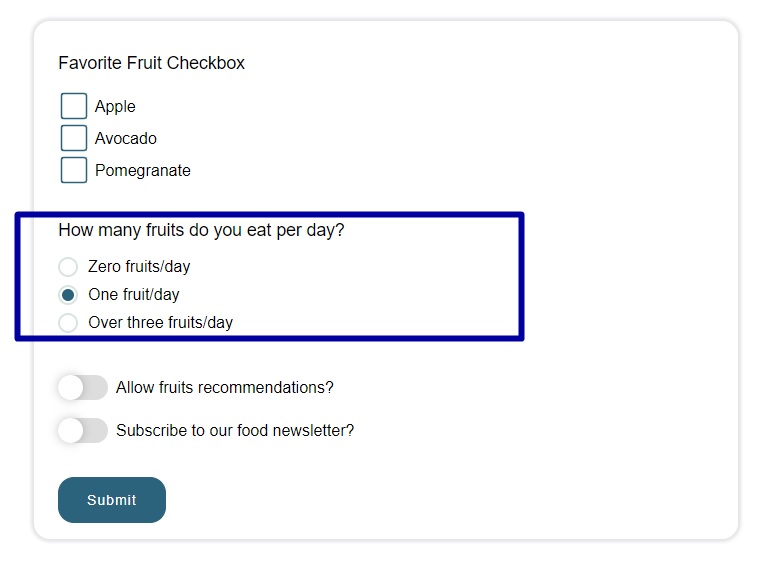 Favorite Fruit Checkbox
Apple
Avocado
Pomegranate
How many fruits do you eat per day?
Zero fruits/day
One fruit/day
Over three fruits/day
Allow fruits recommendations?
Subscribe to our food newsletter?
Submit